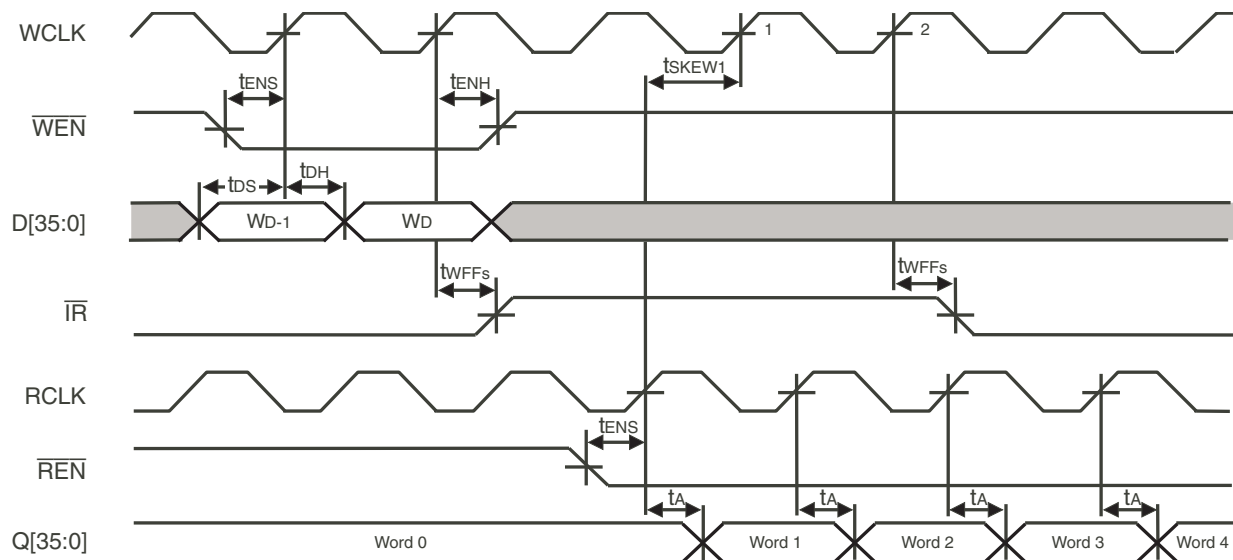 WCLK
1
2
tSKEW1
tENS
tENH
WEN
tDS
tDH
D[35:0]
WD-1
WD
tWFFs
tWFFs
IR
RCLK
tENS
REN
tA
tA
tA
tA
Q[35:0]
Word 0
Word 1
Word 2
Word 3
Word 4